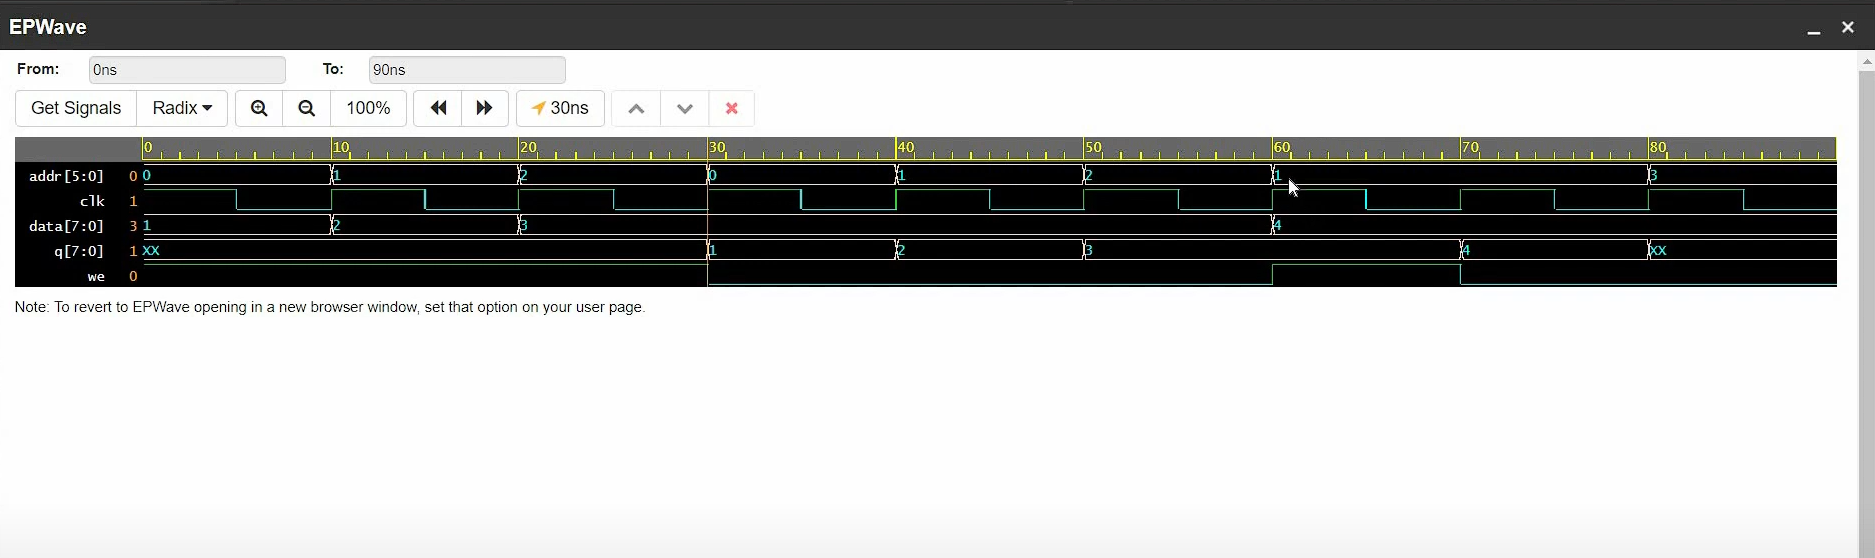 EPWave
From: 0ns To: 90ns
Get Signals Radix 100% 30ns
0 10 20 30 40 50 60 70 80
addr[5:0] 0 0 1 2 0 1 2 1 3
clk 1
data[7:0] 3 1 2 3 4
q[7:0] 1 XX 1 2 3 4 XX
we 0
Note: To revert to EPWave opening in a new browser window, set that option on your user page.